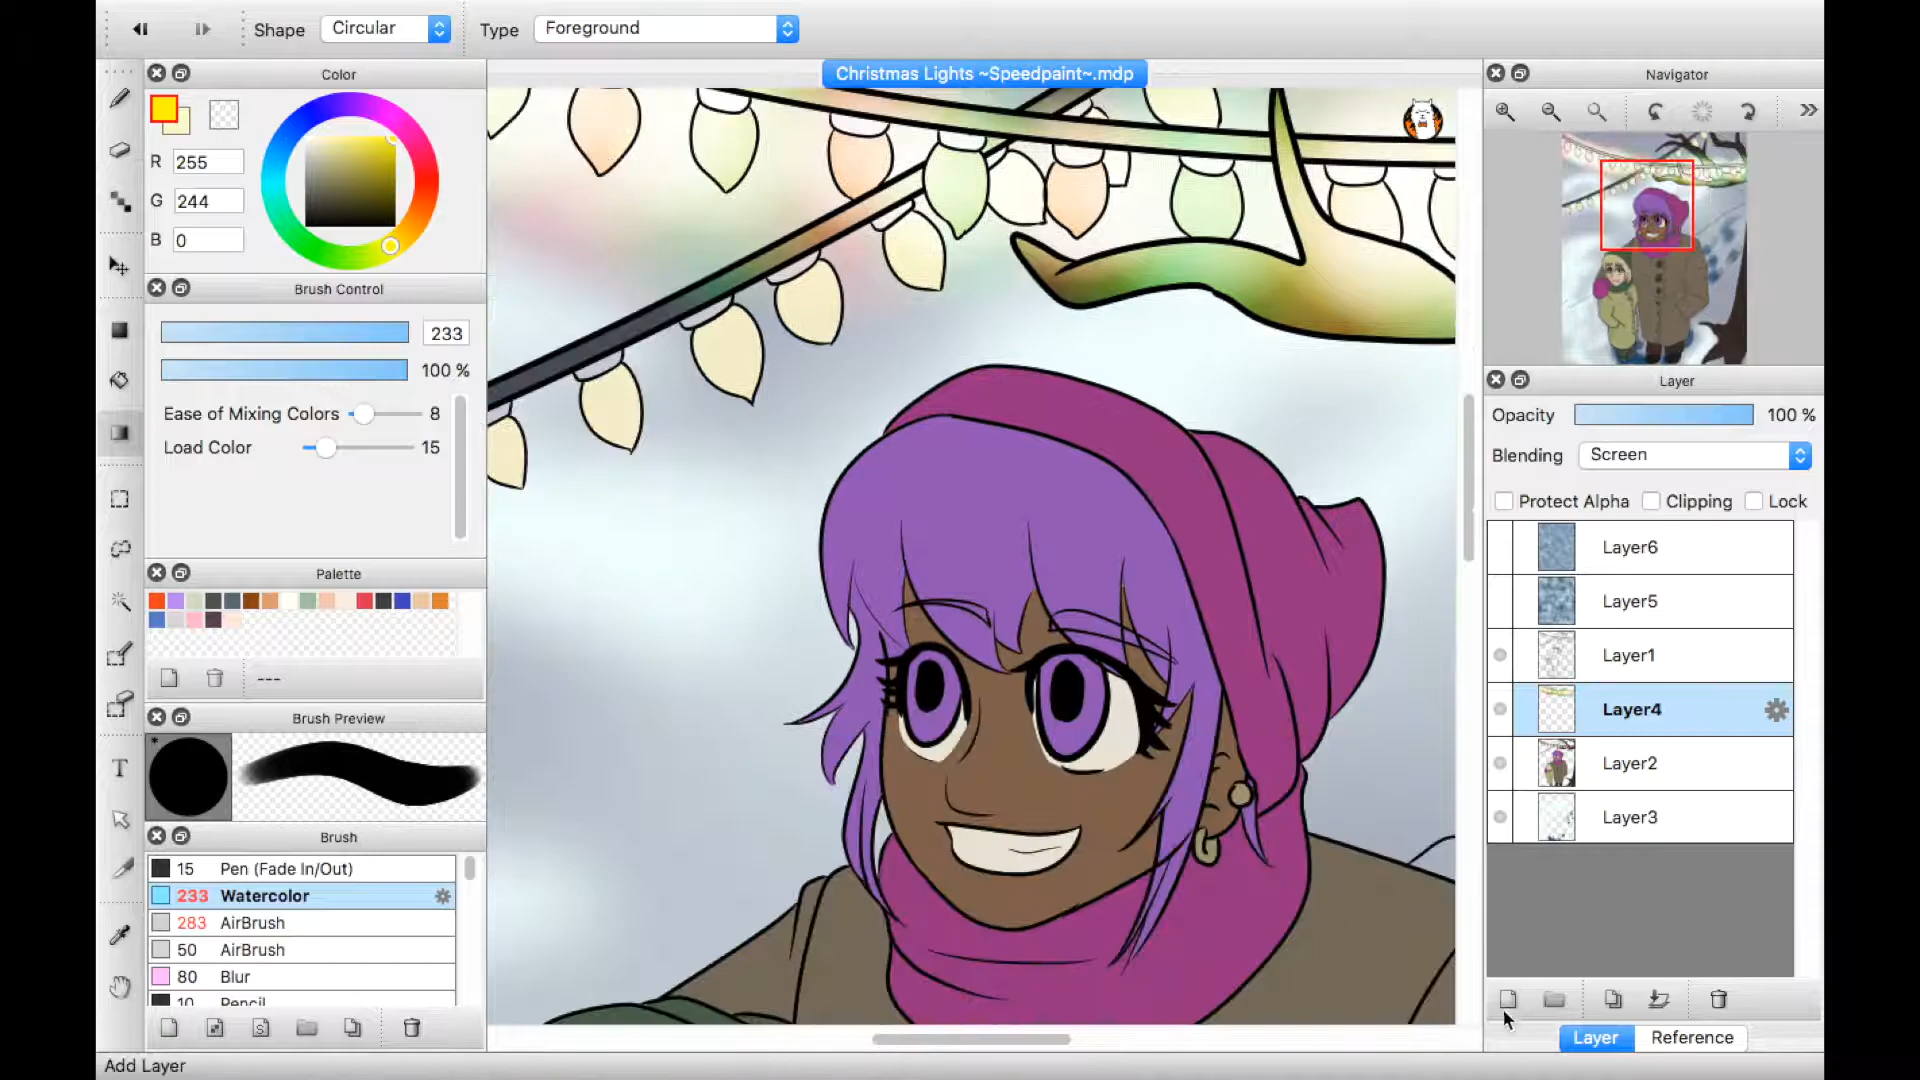 Shape Circular Type Foreground
Color
Christmas Lights ~Speedpaint~.mdp
Navigator
R 255
G 244
B 0
Brush Control
233
100 %
Ease of Mixing Colors 8
Load Color 15
Palette
---
Brush Preview
*
T
Brush
15 Pen (Fade In/Out)
233 Watercolor
283 AirBrush
50 AirBrush
80 Blur
10 Pencil
S
Add Layer
Layer
Opacity 100 %
Blending Screen
Protect Alpha Clipping Lock
Layer6
Layer5
Layer1
Layer4
Layer2
Layer3
Layer Reference